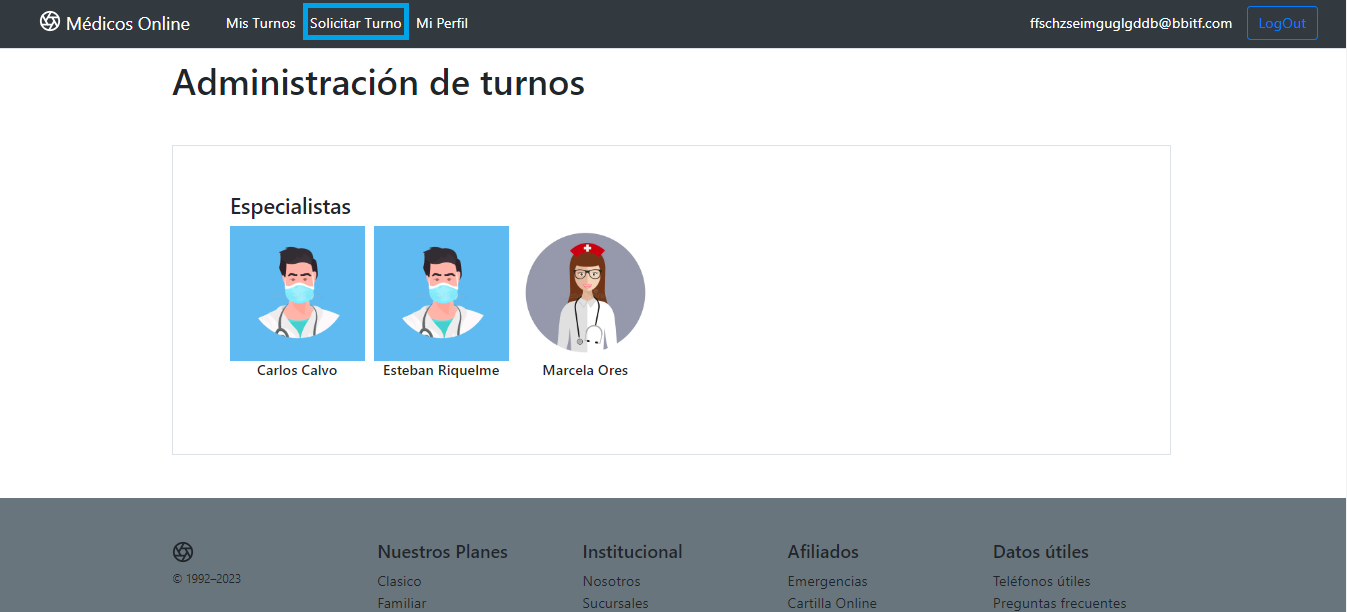 Médicos Online Mis Turnos Solicitar Turno Mi Perfil ffschzseimguglgddb@bbitf.com LogOut
Administración de turnos
Especialistas
Carlos Calvo Esteban Riquelme Marcela Ores
Nuestros Planes Institucional Afiliados Datos útiles
© 1992–2023 Clasico Nosotros Emergencias Teléfonos útiles
Familiar Sucursales Cartilla Online Preguntas frecuentes